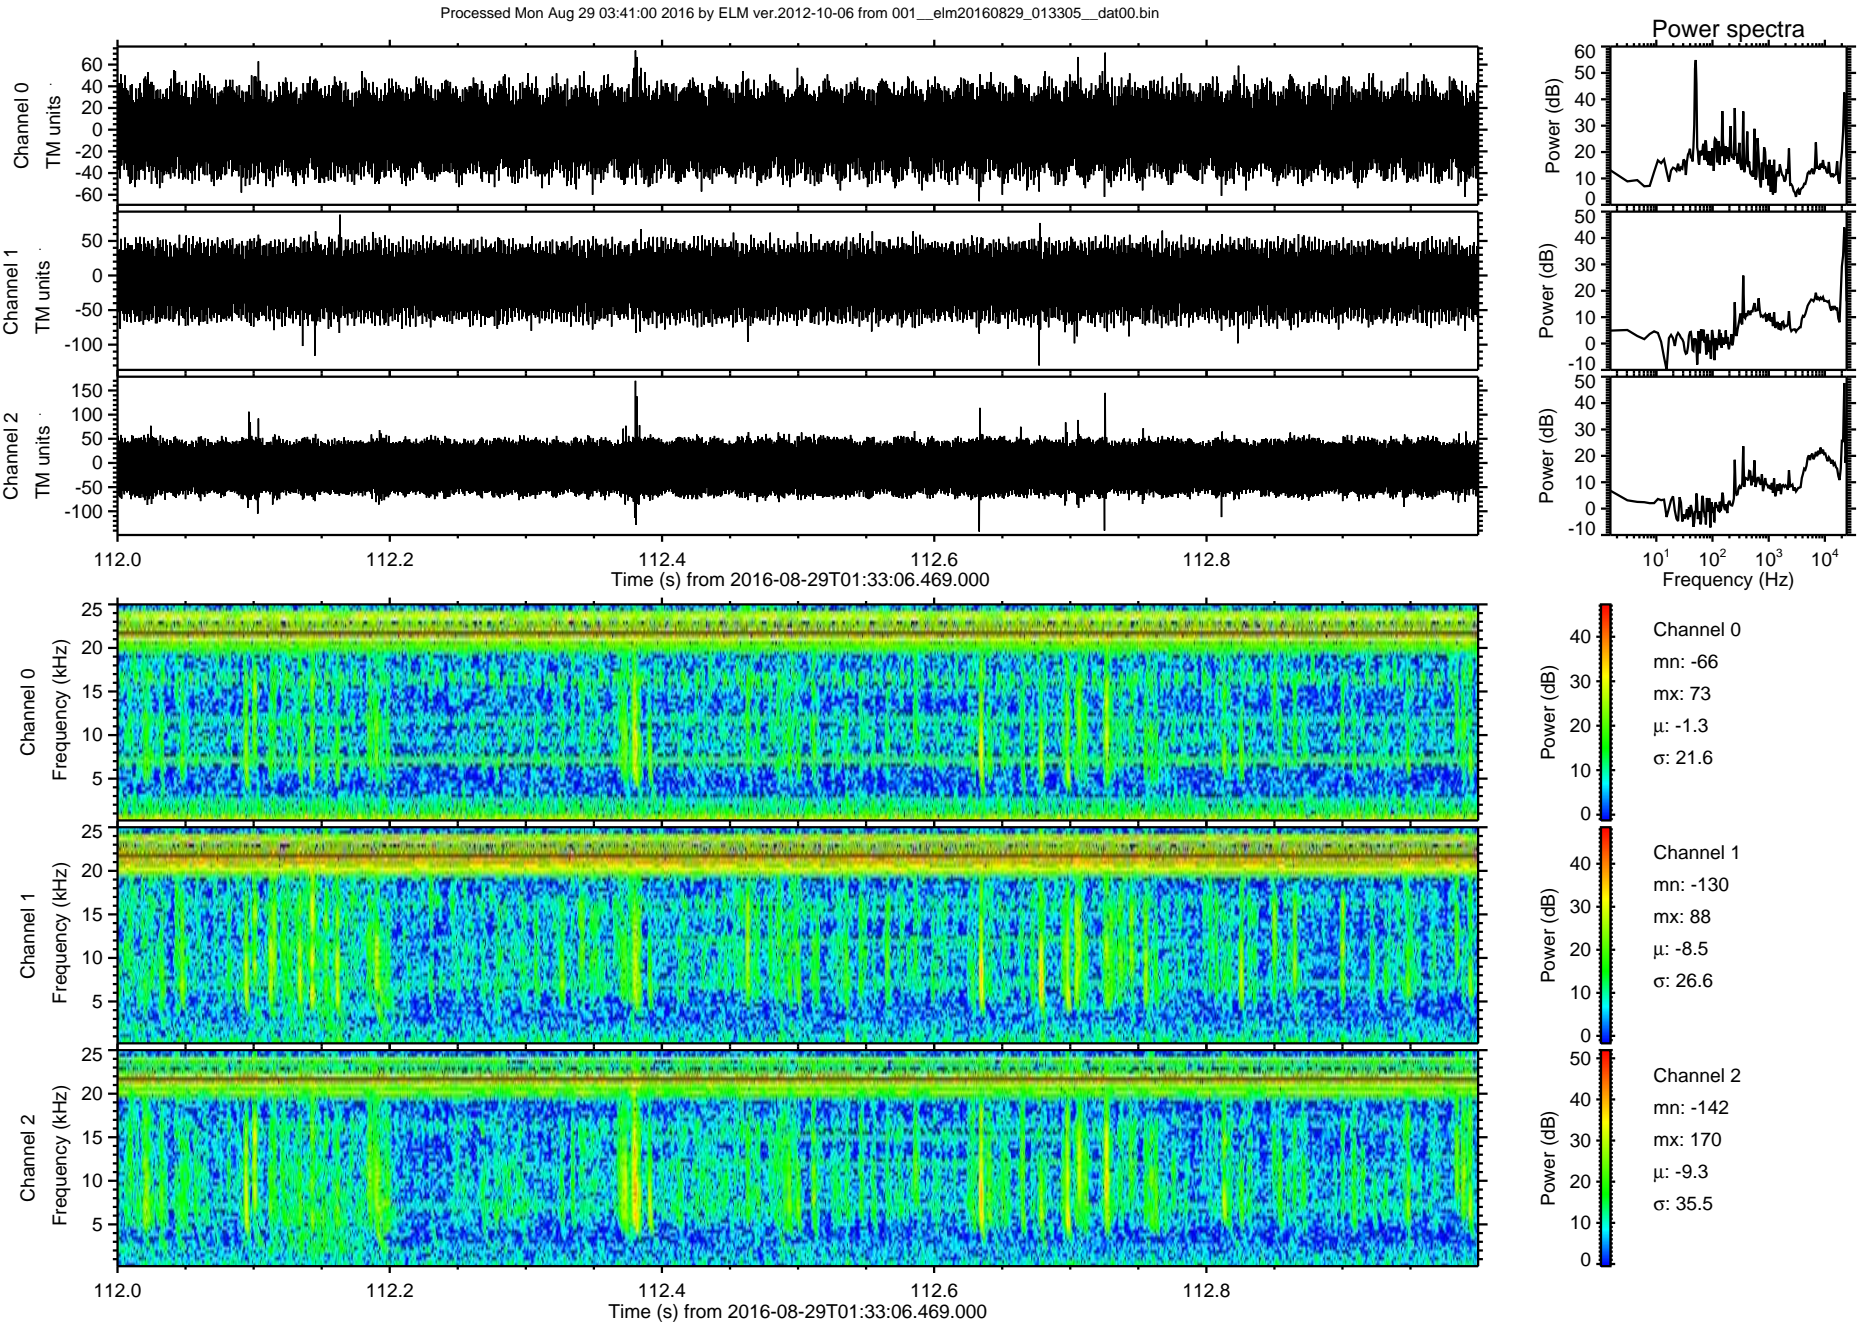 Processed Mon Aug 29 03:41:00 2016 by ELM ver.2012-10-06 from 001__elm20160829_013305__dat00.bin
Power spectra
Channel 0
TM units
60
40
20
0
-20
-40
-60
Power (dB)
60
50
40
30
20
10
0
Channel 1
TM units
50
0
-50
-100
Power (dB)
50
40
30
20
10
0
-10
Channel 2
TM units
150
100
50
0
-50
-100
Power (dB)
50
40
30
20
10
0
-10
112.0 112.2 112.4 112.6 112.8
Time (s) from 2016-08-29T01:33:06.469.000
10¹ 10² 10³ 10⁴
Frequency (Hz)
Channel 0
Frequency (kHz)
25
20
15
10
5
Power (dB)
40
30
20
10
0
Channel 0
mn: -66
mx: 73
μ: -1.3
σ: 21.6
Channel 1
Frequency (kHz)
25
20
15
10
5
Power (dB)
40
30
20
10
0
Channel 1
mn: -130
mx: 88
μ: -8.5
σ: 26.6
Channel 2
Frequency (kHz)
25
20
15
10
5
Power (dB)
50
40
30
20
10
0
Channel 2
mn: -142
mx: 170
μ: -9.3
σ: 35.5
112.0 112.2 112.4 112.6 112.8
Time (s) from 2016-08-29T01:33:06.469.000